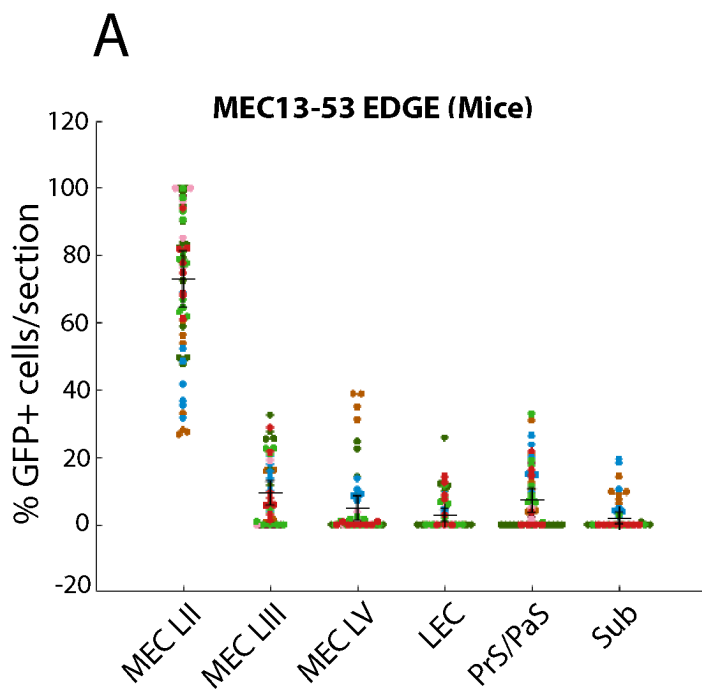 A
MEC13-53 EDGE (Mice)
% GFP+ cells/section
120
100
80
60
40
20
0
-20
MEC LII
MEC LIII
MEC LV
LEC
PrS/PaS
Sub